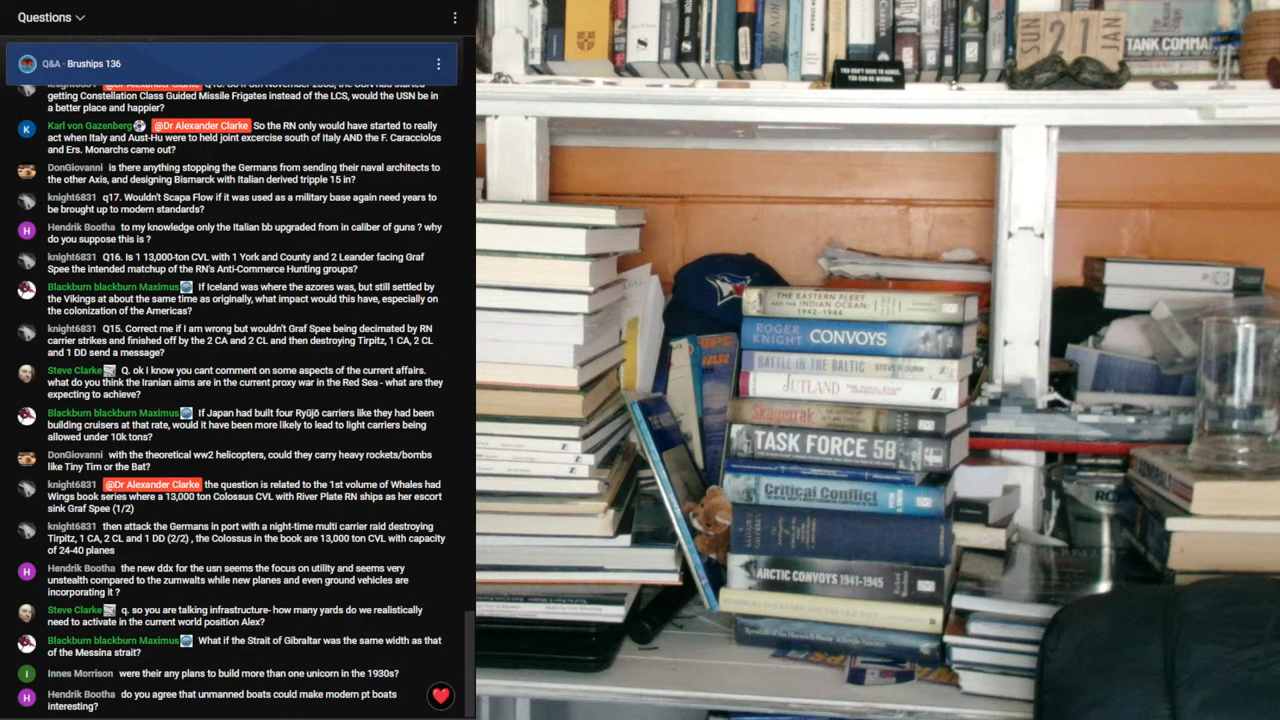 Questions
Q&A · Bruships 136
getting Constellation Class Guided Missile Frigates instead of the LCS, would the USN be in
a better place and happier?
Karl von Gazenberg @Dr Alexander Clarke So the RN only would have started to really
act when Italy and Aust-Hu were to held joint excercise south of Italy AND the F. Caracciolos
and Ers. Monarchs came out?
DonGiovanni is there anything stopping the Germans from sending their naval architects to
the other Axis, and designing Bismarck with Italian derived tripple 15 in?
knight6831 q17. Wouldn't Scapa Flow if it was used as a military base again need years to
be brought up to modern standards?
Hendrik Bootha to my knowledge only the Italian bb upgraded from in caliber of guns ? why
do you suppose this is ?
knight6831 Q16. Is 1 13,000-ton CVL with 1 York and County and 2 Leander facing Graf
Spee the intended matchup of the RN's Anti-Commerce Hunting groups?
Blackburn blackburn Maximus If Iceland was where the azores was, but still settled by
the Vikings at about the same time as originally, what impact would this have, especially on
the colonization of the Americas?
knight6831 Q15. Correct me if I am wrong but wouldn't Graf Spee being decimated by RN
carrier strikes and finished off by the 2 CA and 2 CL and then destroying Tirpitz, 1 CA, 2 CL
and 1 DD send a message?
Steve Clarke Q. ok I know you cant comment on some aspects of the current affairs.
what do you think the Iranian aims are in the current proxy war in the Red Sea - what are they
expecting to achieve?
Blackburn blackburn Maximus If Japan had built four Ryūjō carriers like they had been
building cruisers at that rate, would it have been more likely to lead to light carriers being
allowed under 10k tons?
DonGiovanni with the theoretical ww2 helicopters, could they carry heavy rockets/bombs
like Tiny Tim or the Bat?
knight6831 @Dr Alexander Clarke the question is related to the 1st volume of Whales had
Wings book series where a 13,000 ton Colossus CVL with River Plate RN ships as her escort
sink Graf Spee (1/2)
knight6831 then attack the Germans in port with a night-time multi carrier raid destroying
Tirpitz, 1 CA, 2 CL and 1 DD (2/2) , the Colossus in the book are 13,000 ton CVL with capacity
of 24-40 planes
Hendrik Bootha the new ddx for the usn seems the focus on utility and seems very
unstealth compared to the zumwalts while new planes and even ground vehicles are
incorporating it ?
Steve Clarke q. so you are talking infrastructure- how many yards do we realistically
need to activate in the current world position Alex?
Blackburn blackburn Maximus What if the Strait of Gibraltar was the same width as that
of the Messina strait?
Innes Morrison were their any plans to build more than one unicorn in the 1930s?
Hendrik Bootha do you agree that unmanned boats could make modern pt boats
interesting?
SUN 21 JAN
TANK COMMA
YOU DON'T HAVE TO AGREE,
YOU CAN BE WRONG.
THE EASTERN FLEET
AND THE INDIAN OCEAN
1942-1944
ROGER KNIGHT CONVOYS
BATTLE IN THE BALTIC
JUTLAND
Skagerrak
TASK FORCE 58
Critical Conflict
ARCTIC CONVOYS 1941-1945